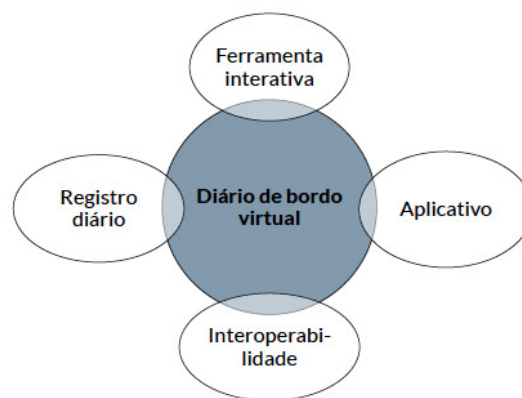 Ferramenta
interativa
Registro
diário
Diário de bordo
virtual
Aplicativo
Interoperabi-
lidade